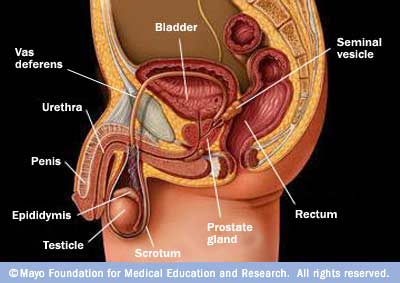 Bladder
Seminal
vesicle
Vas
deferens
Urethra
Penis
Epididymis
Testicle
Scrotum
Prostate
gland
Rectum
©Mayo Foundation for Medical Education and Research. All rights reserved.